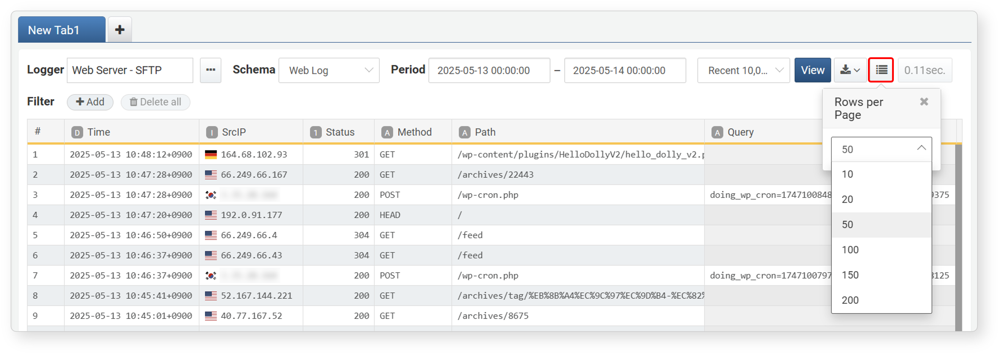 New Tab1
Logger Web Server - SFTP Schema Web Log Period 2025-05-13 00:00:00 – 2025-05-14 00:00:00 Recent 10,0... View 0.11sec.
Filter Add Delete all
Rows per
Page
# D Time I SrcIP 1 Status A Method A Path A Query
50
1 2025-05-13 10:48:12+0900 164.68.102.93 301 GET /wp-content/plugins/HelloDollyV2/hello_dolly_v2.p
2 2025-05-13 10:47:28+0900 66.249.66.167 200 GET /archives/22443
10
3 2025-05-13 10:47:28+0900 200 POST /wp-cron.php doing_wp_cron=1747100848 9375
20
4 2025-05-13 10:47:20+0900 192.0.91.177 200 HEAD /
50
5 2025-05-13 10:46:50+0900 66.249.66.4 304 GET /feed
100
6 2025-05-13 10:46:37+0900 66.249.66.43 304 GET /feed
7 2025-05-13 10:46:37+0900 200 POST /wp-cron.php doing_wp_cron=1747100797 3125
150
8 2025-05-13 10:45:41+0900 52.167.144.221 200 GET /archives/tag/%EB%8B%A4%EC%9C%97%EC%9D%B4-%EC%82%
200
9 2025-05-13 10:45:01+0900 40.77.167.52 200 GET /archives/8675